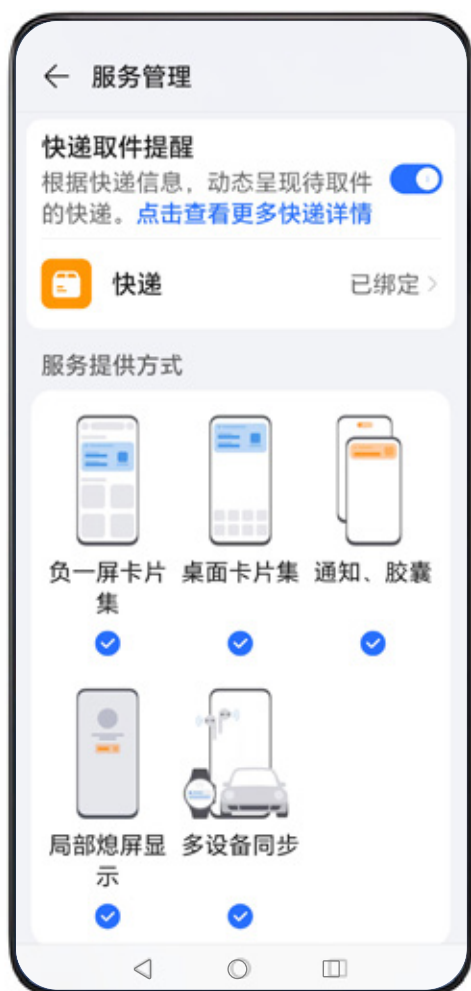 服务管理
快递取件提醒
根据快递信息，动态呈现待取件
的快递。点击查看更多快递详情
快递
已绑定
服务提供方式
负一屏卡片
集
桌面卡片集
通知、胶囊
局部熄屏显
示
多设备同步